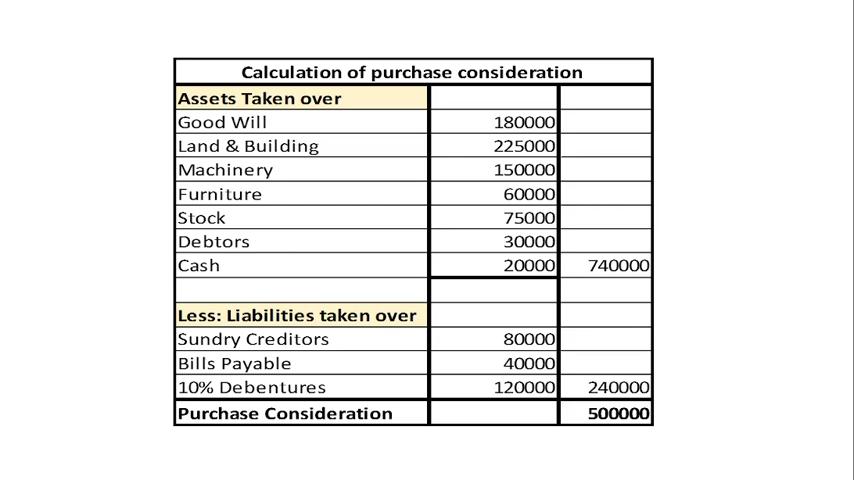 Calculation of purchase consideration
Assets Taken over
Good Will 180000
Land & Building 225000
Machinery 150000
Furniture 60000
Stock 75000
Debtors 30000
Cash 20000 740000
Less: Liabilities taken over
Sundry Creditors 80000
Bills Payable 40000
10% Debentures 120000 240000
Purchase Consideration 500000